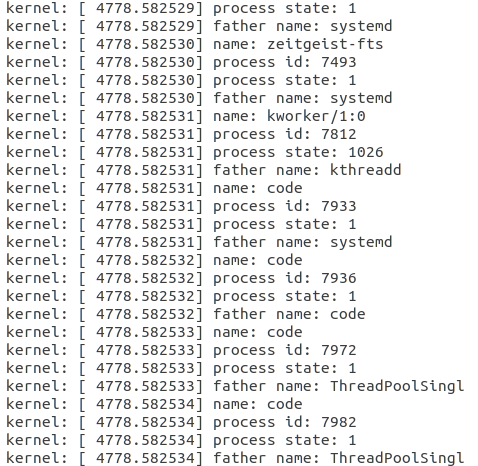 kernel: [ 4778.582529] process state: 1
kernel: [ 4778.582529] father name: systemd
kernel: [ 4778.582530] name: zeitgeist-fts
kernel: [ 4778.582530] process id: 7493
kernel: [ 4778.582530] process state: 1
kernel: [ 4778.582530] father name: systemd
kernel: [ 4778.582531] name: kworker/1:0
kernel: [ 4778.582531] process id: 7812
kernel: [ 4778.582531] process state: 1026
kernel: [ 4778.582531] father name: kthreadd
kernel: [ 4778.582531] name: code
kernel: [ 4778.582531] process id: 7933
kernel: [ 4778.582531] process state: 1
kernel: [ 4778.582531] father name: systemd
kernel: [ 4778.582532] name: code
kernel: [ 4778.582532] process id: 7936
kernel: [ 4778.582532] process state: 1
kernel: [ 4778.582532] father name: code
kernel: [ 4778.582533] name: code
kernel: [ 4778.582533] process id: 7972
kernel: [ 4778.582533] process state: 1
kernel: [ 4778.582533] father name: ThreadPoolSingl
kernel: [ 4778.582534] name: code
kernel: [ 4778.582534] process id: 7982
kernel: [ 4778.582534] process state: 1
kernel: [ 4778.582534] father name: ThreadPoolSingl